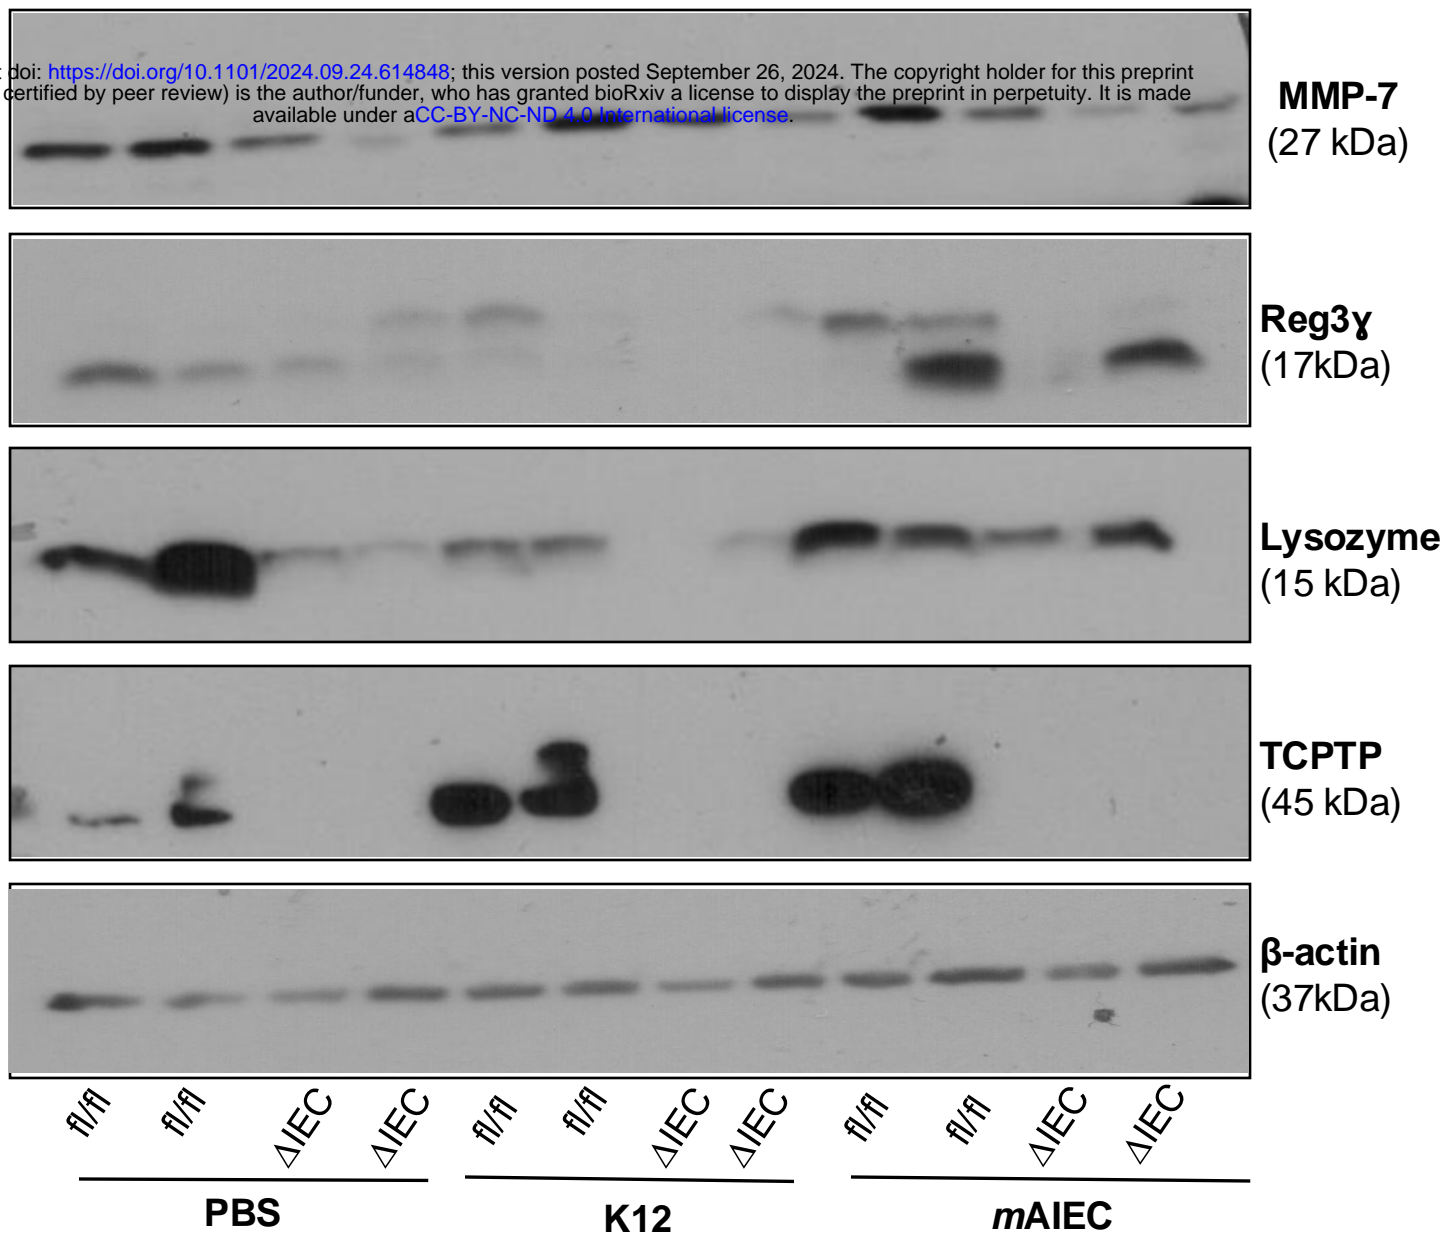 doi: https://doi.org/10.1101/2024.09.24.614848; this version posted September 26, 2024. The copyright holder for this preprint
certified by peer review) is the author/funder, who has granted bioRxiv a license to display the preprint in perpetuity. It is made
available under aCC-BY-NC-ND 4.0 International license.
MMP-7
(27 kDa)
Reg3ɣ
(17kDa)
Lysozyme
(15 kDa)
TCPTP
(45 kDa)
β-actin
(37kDa)
fl/fl fl/fl ΔIEC ΔIEC fl/fl fl/fl ΔIEC ΔIEC fl/fl fl/fl ΔIEC ΔIEC
PBS K12 mAIEC